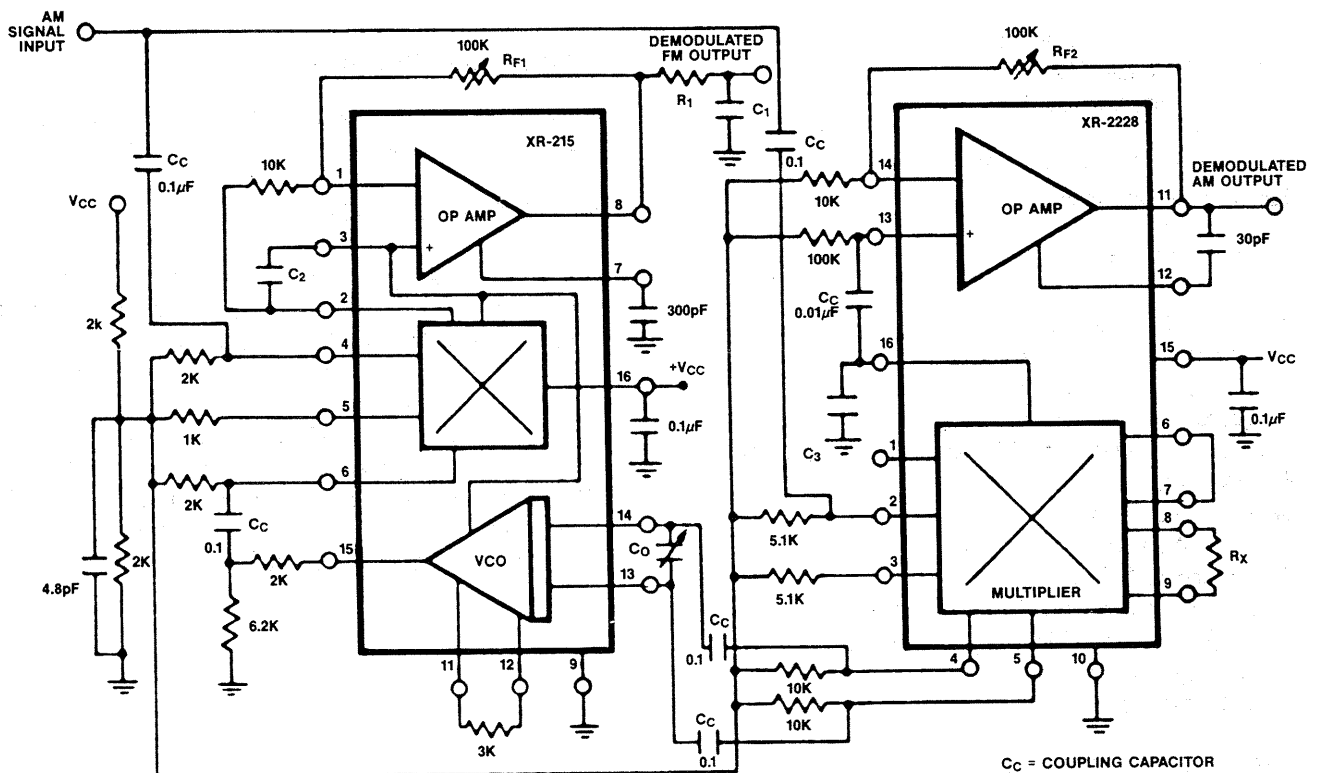 AM
SIGNAL
INPUT
100K
RF1
DEMODULATED
FM OUTPUT
R1
C1
100K
RF2
XR-215
XR-2228
CC
0.1µF
10K
1
OP AMP
8
CC
0.1
14
10K
OP AMP
11
DEMODULATED
AM OUTPUT
VCC
3
+
7
13
100K
+
30pF
12
C2
2
300pF
CC
0.01µF
2k
4
2K
16
+VCC
16
15
VCC
5
1K
0.1µF
0.1µF
C3
1
6
6
2K
7
CC
0.1
14
2
5.1K
8
15
2K
VCO
CO
13
3
5.1K
RX
9
MULTIPLIER
4.8pF
2K
6.2K
CC
0.1
11
12
9
4
5
10
10K
10K
3K
CC
0.1
CC = COUPLING CAPACITOR